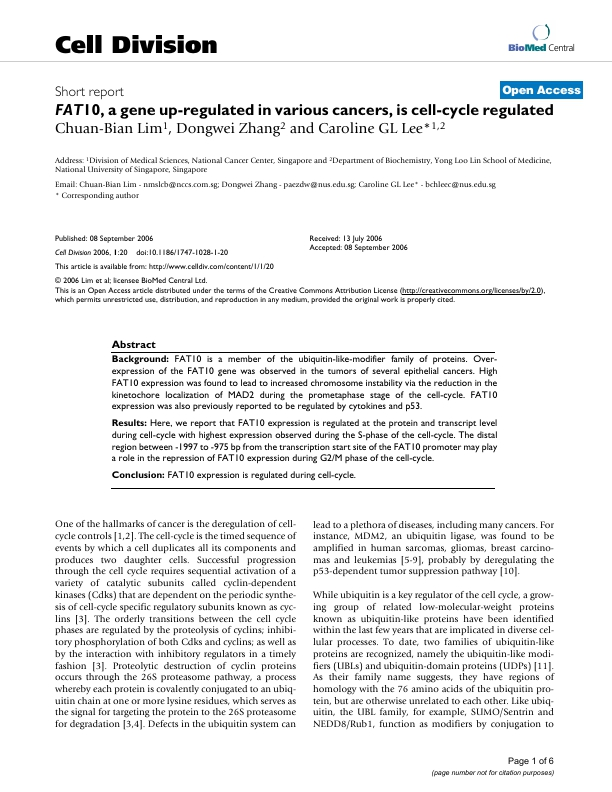 Cell Division
BioMed Central
Short report
Open Access
FAT10, a gene up-regulated in various cancers, is cell-cycle regulated
Chuan-Bian Lim1, Dongwei Zhang2 and Caroline GL Lee*1,2
Address: 1Division of Medical Sciences, National Cancer Center, Singapore and 2Department of Biochemistry, Yong Loo Lin School of Medicine,
National University of Singapore, Singapore
Email: Chuan-Bian Lim - nmslcb@nccs.com.sg; Dongwei Zhang - paezdw@nus.edu.sg; Caroline GL Lee* - bchleec@nus.edu.sg
* Corresponding author
Published: 08 September 2006
Cell Division 2006, 1:20 doi:10.1186/1747-1028-1-20
This article is available from: http://www.celldiv.com/content/1/1/20
Received: 13 July 2006
Accepted: 08 September 2006
© 2006 Lim et al; licensee BioMed Central Ltd.
This is an Open Access article distributed under the terms of the Creative Commons Attribution License (http://creativecommons.org/licenses/by/2.0),
which permits unrestricted use, distribution, and reproduction in any medium, provided the original work is properly cited.
Abstract
Background: FAT10 is a member of the ubiquitin-like-modifier family of proteins. Over-
expression of the FAT10 gene was observed in the tumors of several epithelial cancers. High
FAT10 expression was found to lead to increased chromosome instability via the reduction in the
kinetochore localization of MAD2 during the prometaphase stage of the cell-cycle. FAT10
expression was also previously reported to be regulated by cytokines and p53.
Results: Here, we report that FAT10 expression is regulated at the protein and transcript level
during cell-cycle with highest expression observed during the S-phase of the cell-cycle. The distal
region between -1997 to -975 bp from the transcription start site of the FAT10 promoter may play
a role in the repression of FAT10 expression during G2/M phase of the cell-cycle.
Conclusion: FAT10 expression is regulated during cell-cycle.
One of the hallmarks of cancer is the deregulation of cell-
cycle controls [1,2]. The cell-cycle is the timed sequence of
events by which a cell duplicates all its components and
produces two daughter cells. Successful progression
through the cell cycle requires sequential activation of a
variety of catalytic subunits called cyclin-dependent
kinases (Cdks) that are dependent on the periodic synthe-
sis of cell-cycle specific regulatory subunits known as cyc-
lins [3]. The orderly transitions between the cell cycle
phases are regulated by the proteolysis of cyclins; inhibi-
tory phosphorylation of both Cdks and cyclins; as well as
by the interaction with inhibitory regulators in a timely
fashion [3]. Proteolytic destruction of cyclin proteins
occurs through the 26S proteasome pathway, a process
whereby each protein is covalently conjugated to an ubiq-
uitin chain at one or more lysine residues, which serves as
the signal for targeting the protein to the 26S proteasome
for degradation [3,4]. Defects in the ubiquitin system can
lead to a plethora of diseases, including many cancers. For
instance, MDM2, an ubiquitin ligase, was found to be
amplified in human sarcomas, gliomas, breast carcino-
mas and leukemias [5-9], probably by deregulating the
p53-dependent tumor suppression pathway [10].
While ubiquitin is a key regulator of the cell cycle, a grow-
ing group of related low-molecular-weight proteins
known as ubiquitin-like proteins have been identified
within the last few years that are implicated in diverse cel-
lular processes. To date, two families of ubiquitin-like
proteins are recognized, namely the ubiquitin-like modi-
fiers (UBLs) and ubiquitin-domain proteins (UDPs) [11].
As their family name suggests, they have regions of
homology with the 76 amino acids of the ubiquitin pro-
tein, but are otherwise unrelated to each other. Like ubiq-
uitin, the UBL family, for example, SUMO/Sentrin and
NEDD8/Rub1, function as modifiers by conjugation to
Page 1 of 6
(page number not for citation purposes)